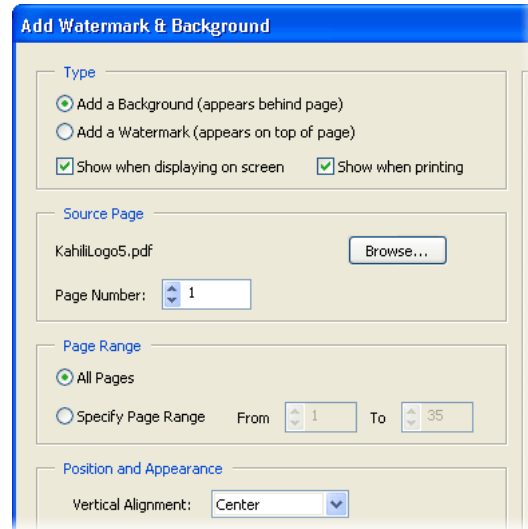 Add Watermark & Background
Type
Add a Background (appears behind page)
Add a Watermark (appears on top of page)
Show when displaying on screen Show when printing
Source Page
KahiliLogo5.pdf Browse...
Page Number: 1
Page Range
All Pages
Specify Page Range From 1 To 35
Position and Appearance
Vertical Alignment: Center